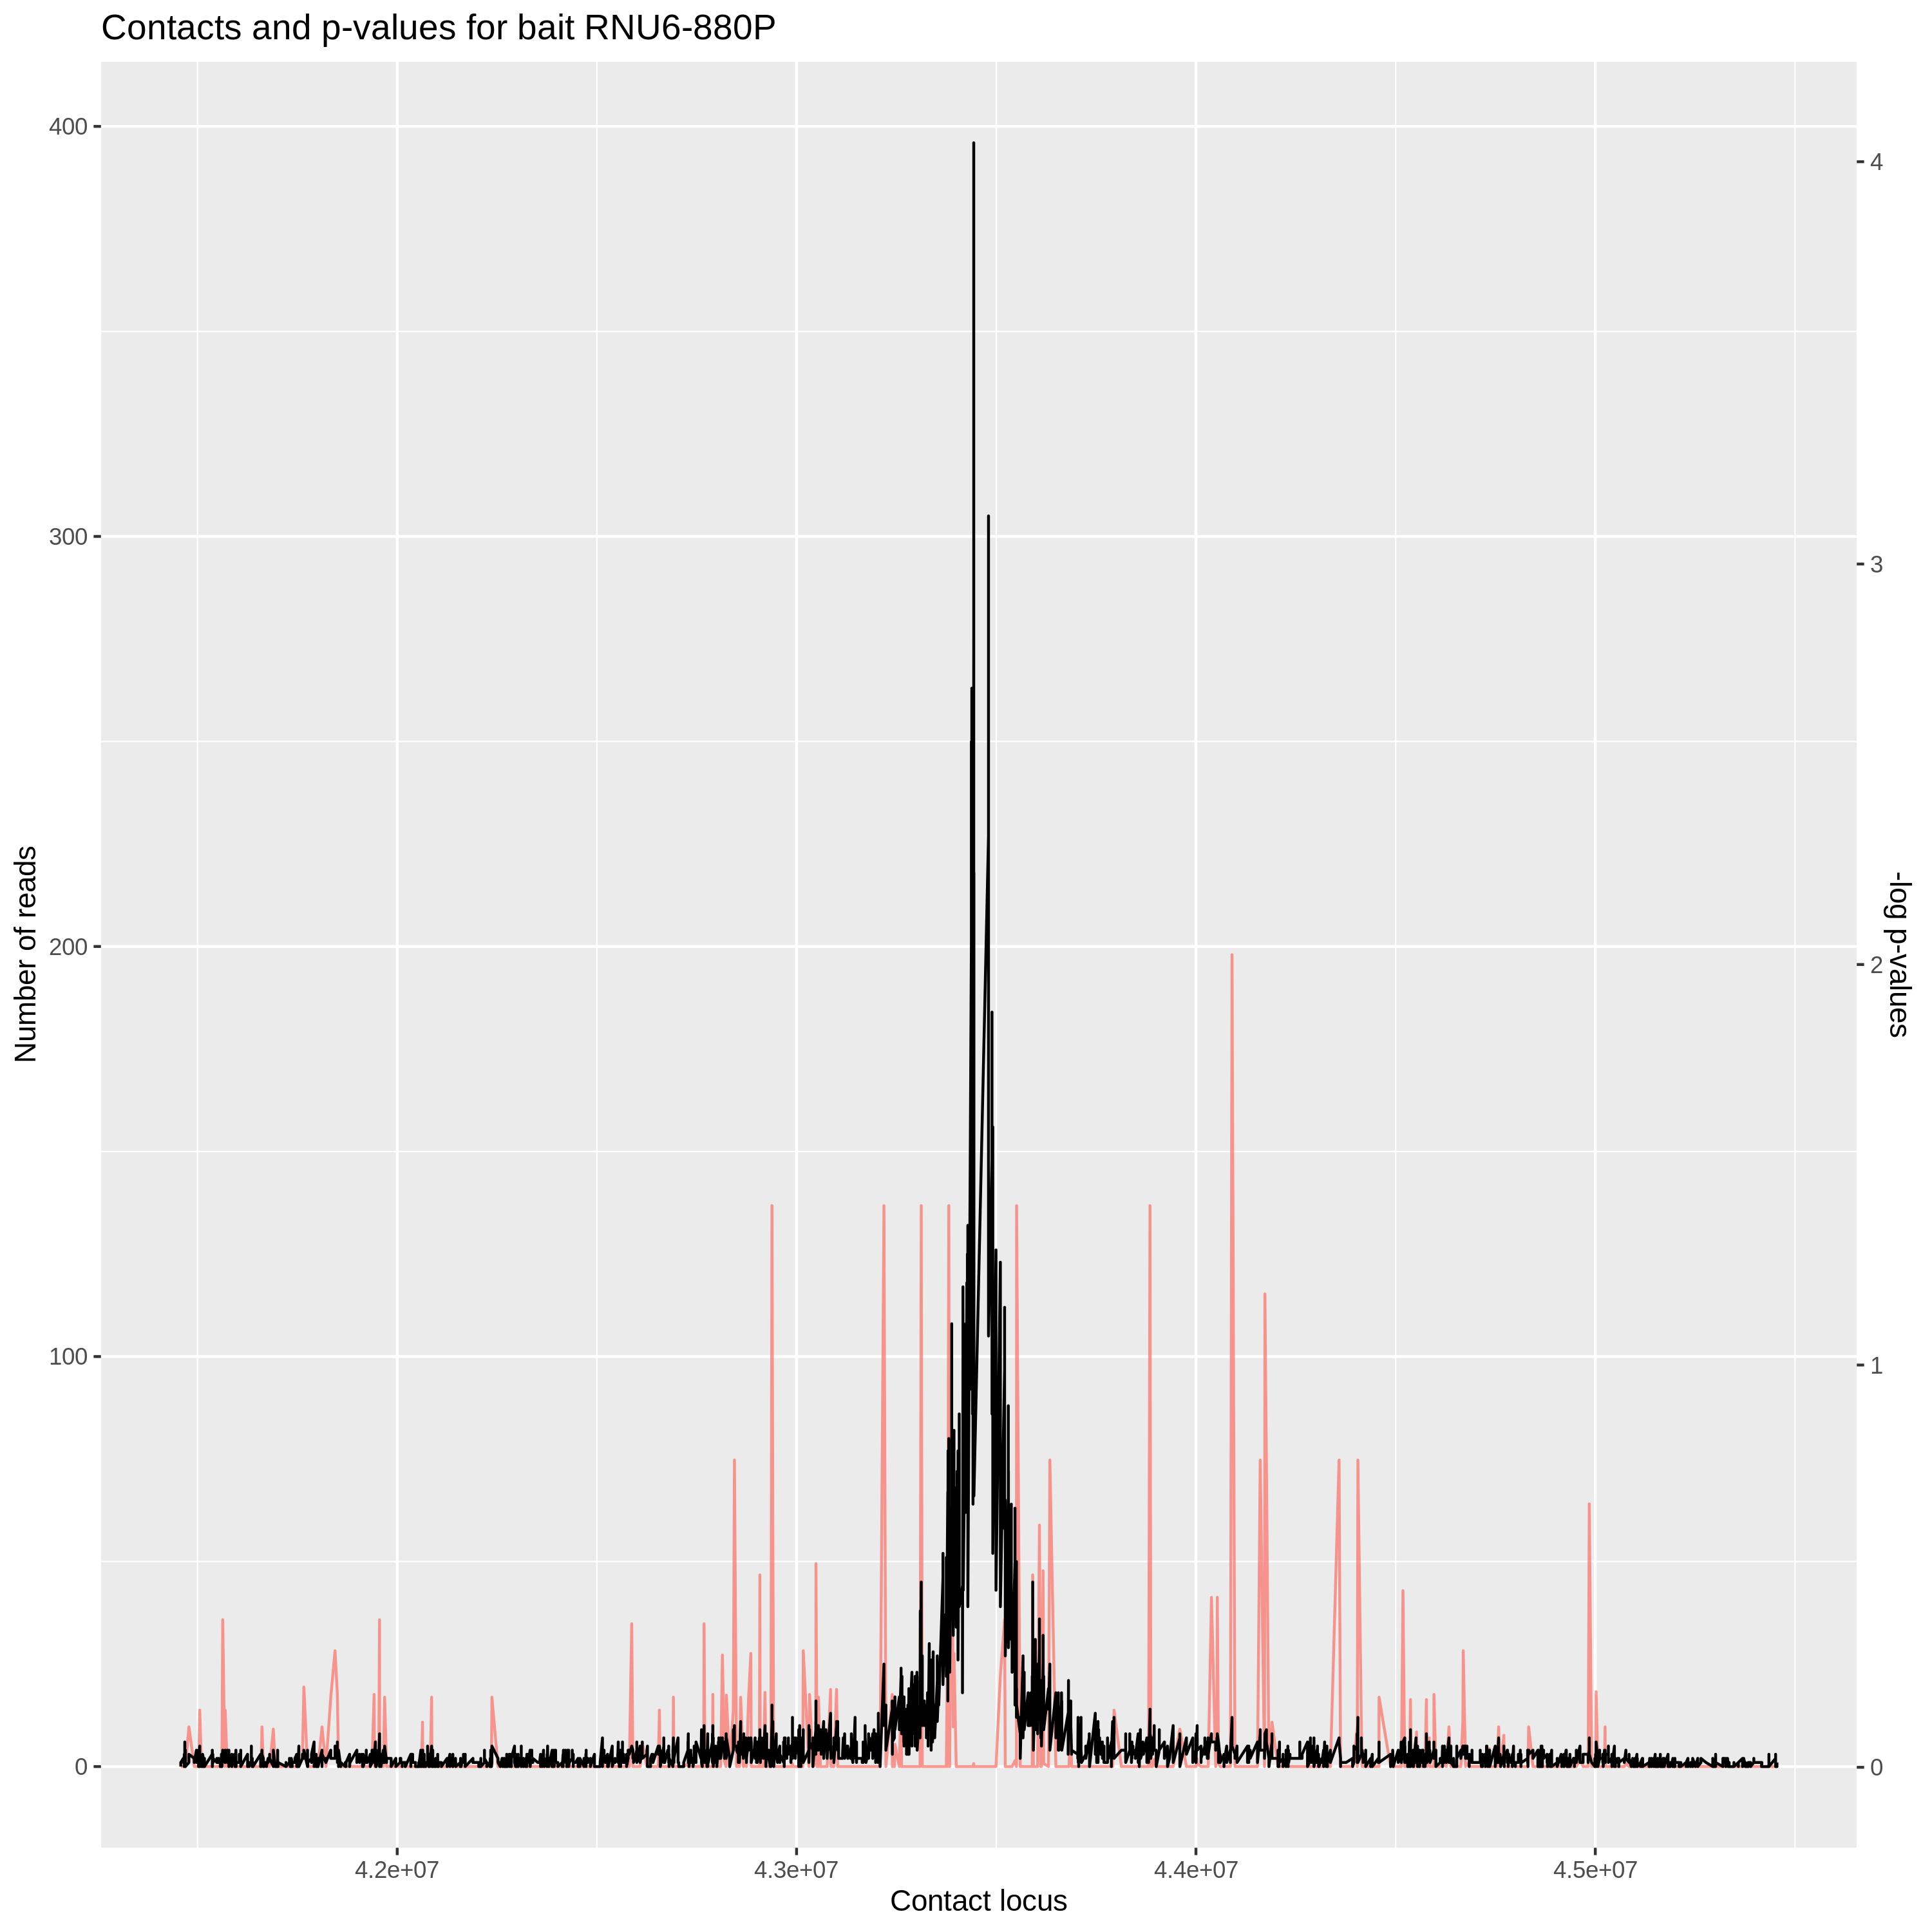 Contacts and p-values for bait RNU6-880P
400
300
200
100
0
Number of reads
4
3
2
1
0
-log p-values
4.2e+07
4.3e+07
4.4e+07
4.5e+07
Contact locus